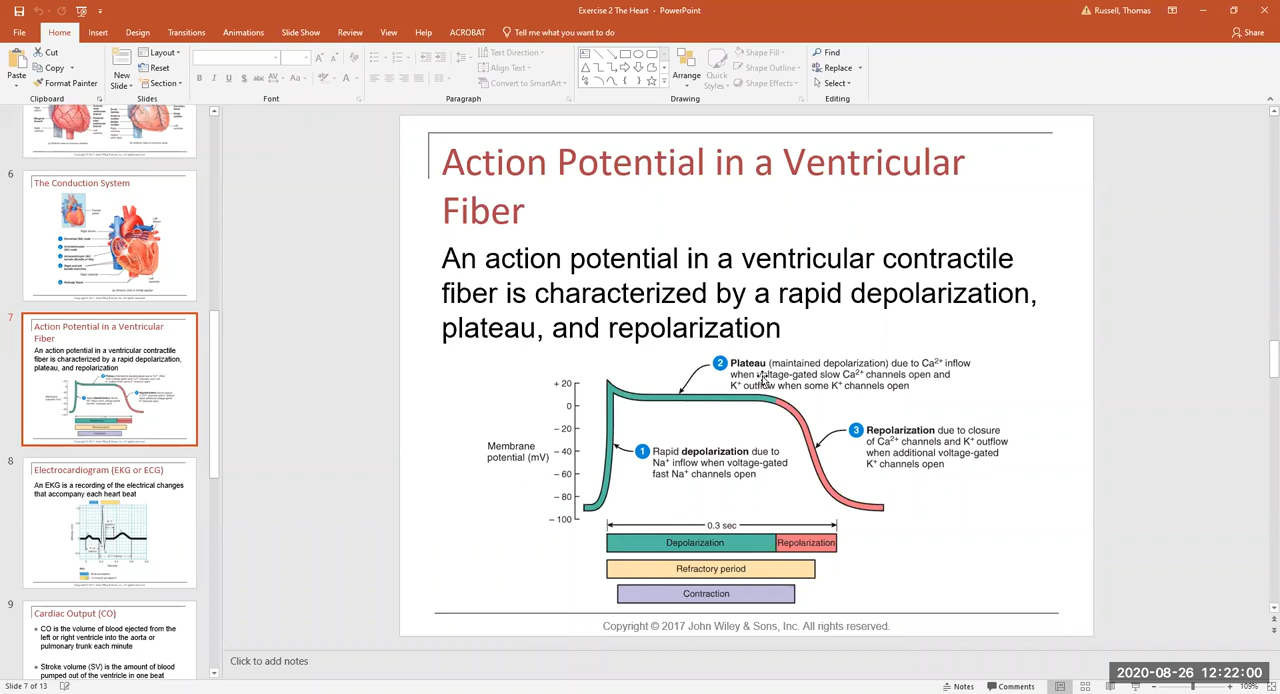 Exercise 2 The Heart - PowerPoint
Russell, Thomas
File Home Insert Design Transitions Animations Slide Show Review View Help ACROBAT Tell me what you want to do Share
Paste
Cut
Copy
Format Painter
Clipboard
New
Slide
Layout
Reset
Section
Slides
B I U S abc AV Aa A
Font
Text Direction
Align Text
Convert to SmartArt
Paragraph
Arrange
Quick
Styles
Shape Fill
Shape Outline
Shape Effects
Drawing
Find
Replace
Select
Editing
6
The Conduction System
7
Action Potential in a Ventricular
Fiber
An action potential in a ventricular contractile
fiber is characterized by a rapid depolarization,
plateau, and repolarization
8
Electrocardiogram (EKG or ECG)
An EKG is a recording of the electrical changes
that accompany each heart beat
9
Cardiac Output (CO)
CO is the volume of blood ejected from the
left or right ventricle into the aorta or
pulmonary trunk each minute
Stroke volume (SV) is the amount of blood
pumped out of the ventricle in one beat
Action Potential in a Ventricular
Fiber
An action potential in a ventricular contractile
fiber is characterized by a rapid depolarization,
plateau, and repolarization
2 Plateau (maintained depolarization) due to Ca2+ inflow
when voltage-gated slow Ca2+ channels open and
K+ outflow when some K+ channels open
+ 20
0
– 20
– 40
– 60
– 80
– 100
Membrane
potential (mV)
1 Rapid depolarization due to
Na+ inflow when voltage-gated
fast Na+ channels open
3 Repolarization due to closure
of Ca2+ channels and K+ outflow
when additional voltage-gated
K+ channels open
0.3 sec
Depolarization Repolarization
Refractory period
Contraction
Copyright © 2017 John Wiley & Sons, Inc. All rights reserved.
Click to add notes
2020-08-26 12:22:00
Slide 7 of 13 Notes Comments 109%